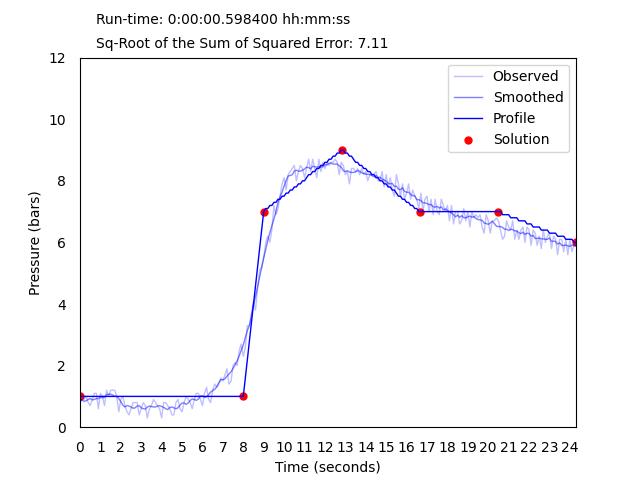 Run-time: 0:00:00.598400 hh:mm:ss
Sq-Root of the Sum of Squared Error: 7.11
12
10
8
6
4
2
0
Pressure (bars)
Observed
Smoothed
Profile
Solution
0 1 2 3 4 5 6 7 8 9 10 11 12 13 14 15 16 17 18 19 20 21 22 23 24
Time (seconds)